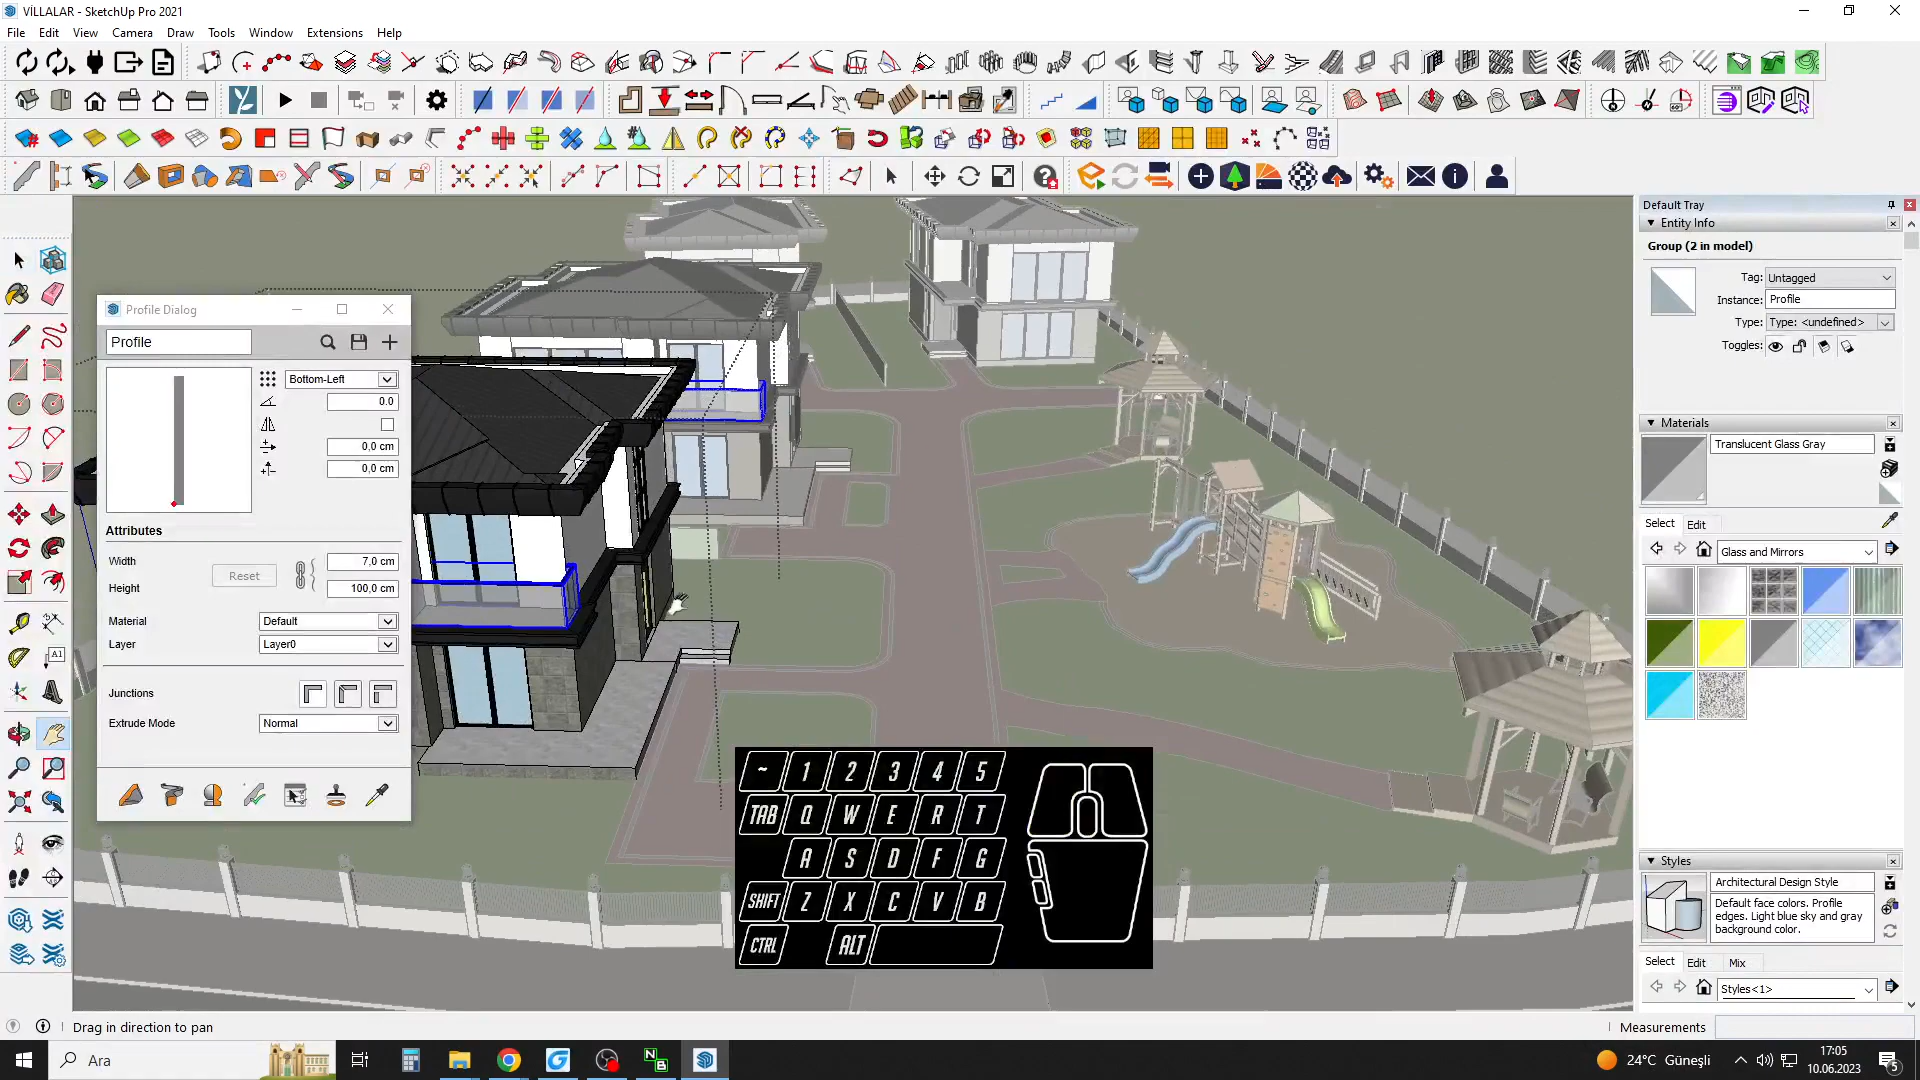 VİLLALAR - SketchUp Pro 2021
File Edit View Camera Draw Tools Window Extensions Help
Default Tray
Entity Info
Group (2 in model)
Tag: Untagged
Instance: Profile
Type: Type: <undefined>
Toggles:
Materials
Translucent Glass Gray
Select Edit
Glass and Mirrors
Styles
Architectural Design Style
Default face colors. Profile
edges. Light blue sky and gray
background color.
Select Edit Mix
Styles<1>
Profile Dialog
Profile
Bottom-Left
0.0
0,0 cm
0,0 cm
Attributes
Width 7,0 cm
Reset
Height 100,0 cm
Material Default
Layer Layer0
Junctions
Extrude Mode Normal
A1
~ 1 2 3 4 5
TAB Q W E R T
A S D F G
SHIFT Z X C V B
CTRL ALT
Drag in direction to pan
Measurements
Ara
24°C Güneşli
17:05
10.06.2023
5